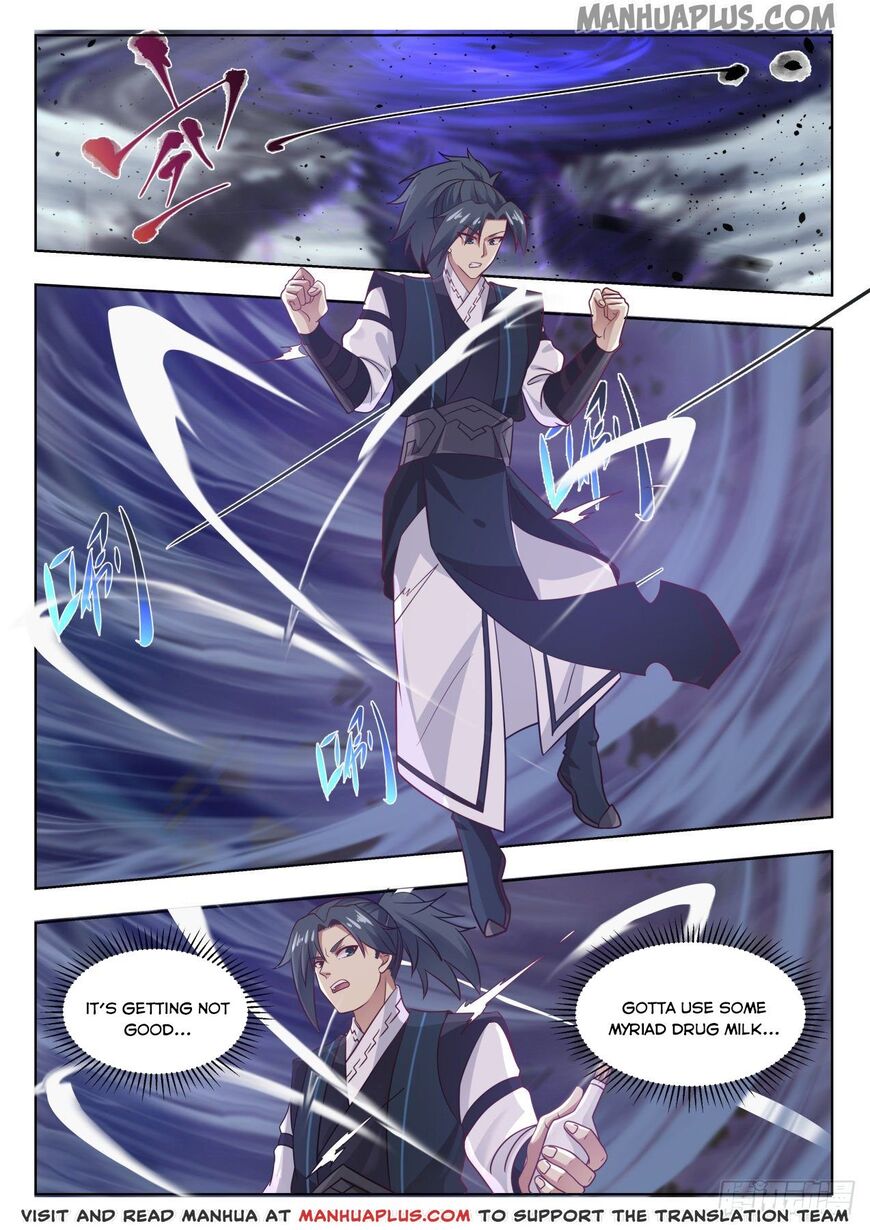 MANHUAPLUS.COM
唰
唰
唰
IT'S GETTING NOT
GOOD...
GOTTA USE SOME
MYRIAD DRUG MILK...
VISIT AND READ MANHUA AT MANHUAPLUS.COM TO SUPPORT THE TRANSLATION TEAM